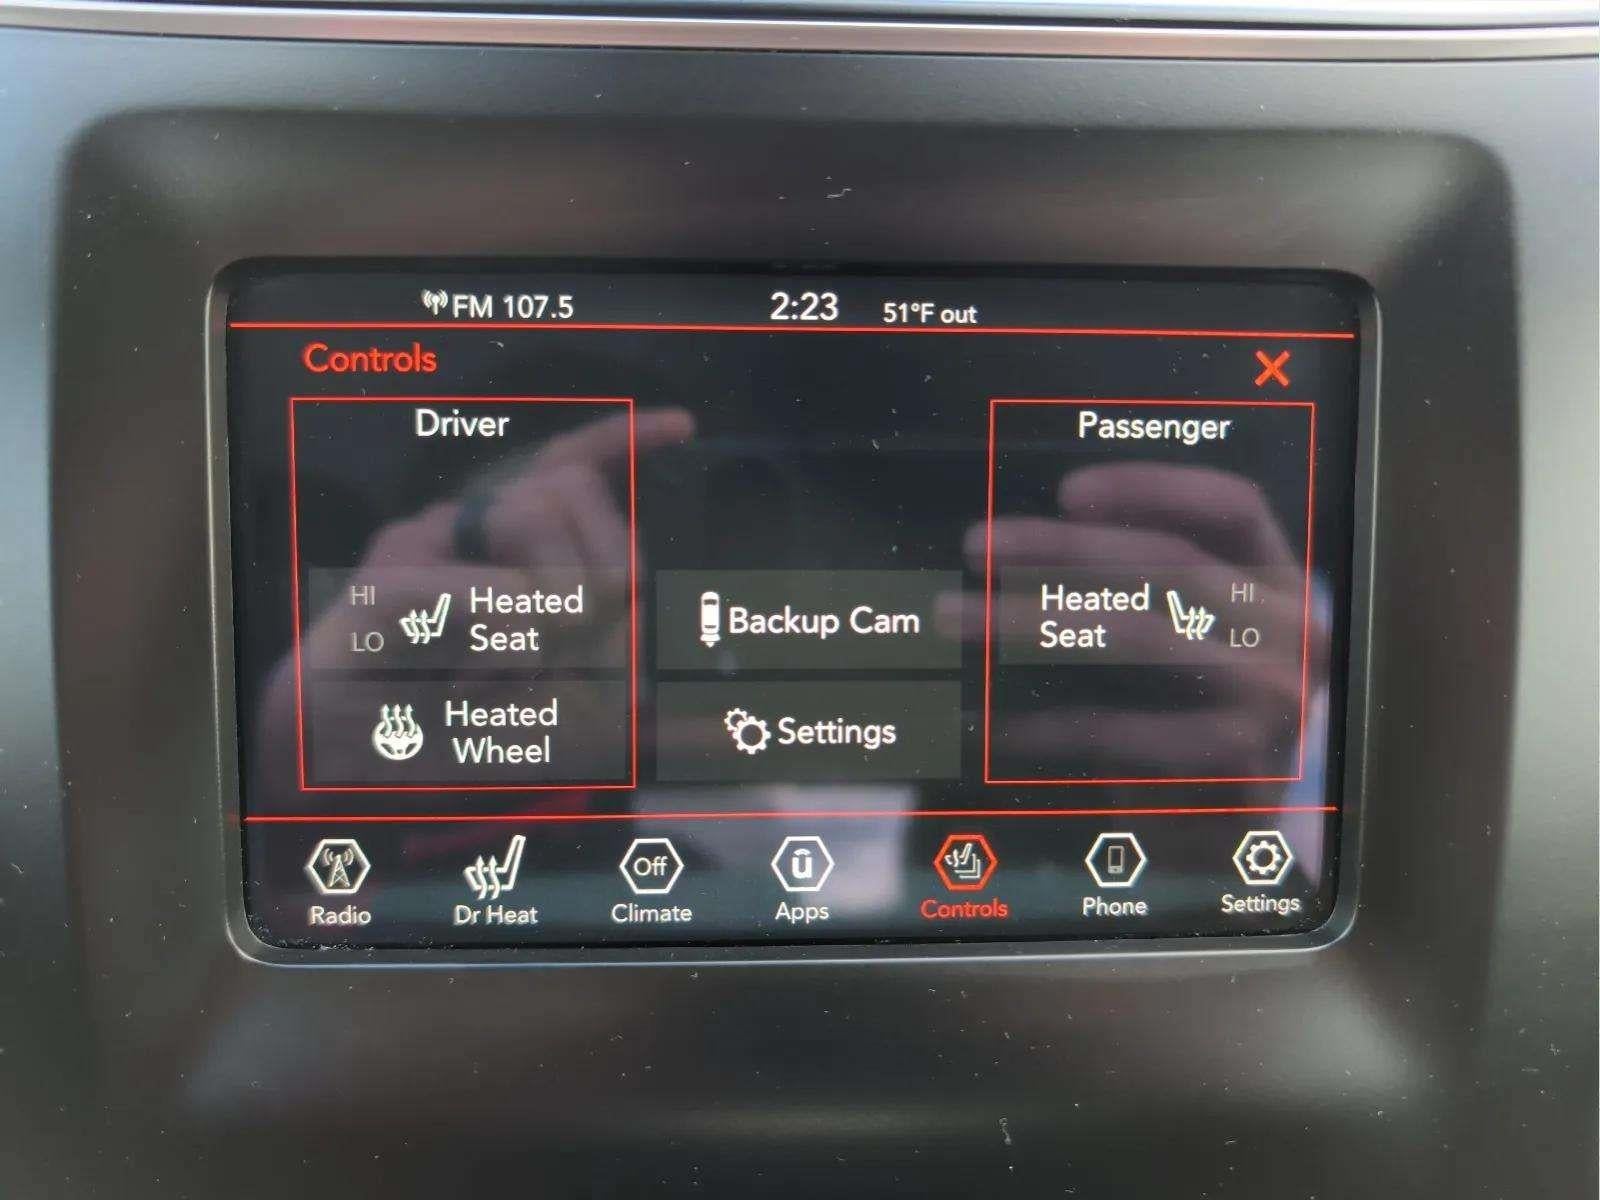 FM 107.5 2:23 51°F out
Controls X
Driver
Passenger
HI
LO
Heated
Seat
Backup Cam
Heated
Seat
HI
LO
Heated
Wheel
Settings
Off
Radio Dr Heat Climate Apps Controls Phone Settings